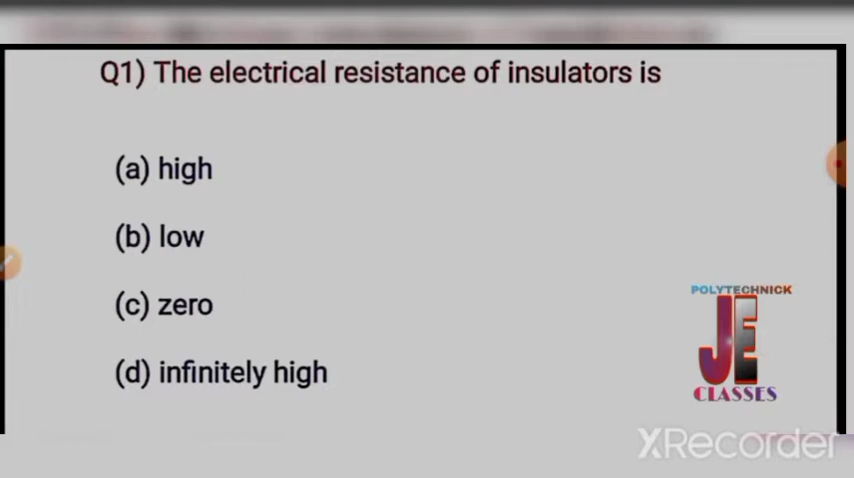 Q1) The electrical resistance of insulators is
(a) high
(b) low
(c) zero
(d) infinitely high
POLYTECHNICK
JE
CLASSES
XRecorder